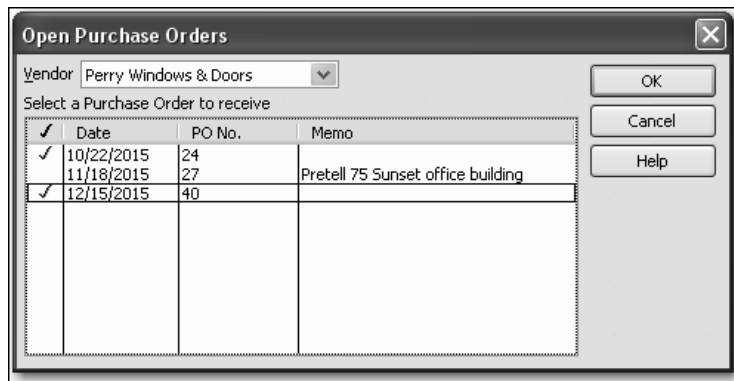 Open Purchase Orders
Vendor Perry Windows & Doors
OK
Select a Purchase Order to receive
Cancel
✓ Date PO No. Memo
Help
✓ 10/22/2015 24
11/18/2015 27 Pretell 75 Sunset office building
✓ 12/15/2015 40